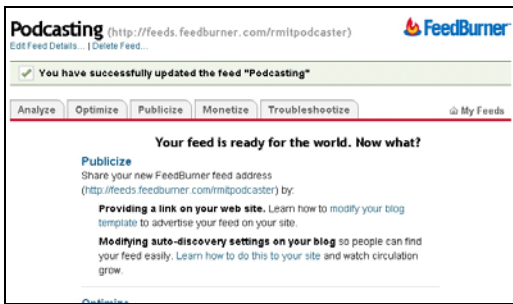 Podcasting (http://feeds.feedburner.com/rmitpodcaster) FeedBurner
Edit Feed Details... | Delete Feed...
You have successfully updated the feed "Podcasting"
Analyze Optimize Publicize Monetize Troubleshootize My Feeds
Your feed is ready for the world. Now what?
Publicize
Share your new FeedBurner feed address
(http://feeds.feedburner.com/rmitpodcaster) by:
Providing a link on your web site. Learn how to modify your blog
template to advertise your feed on your site.
Modifying auto-discovery settings on your blog so people can find
your feed easily. Learn how to do this to your site and watch circulation
grow.
Optimize